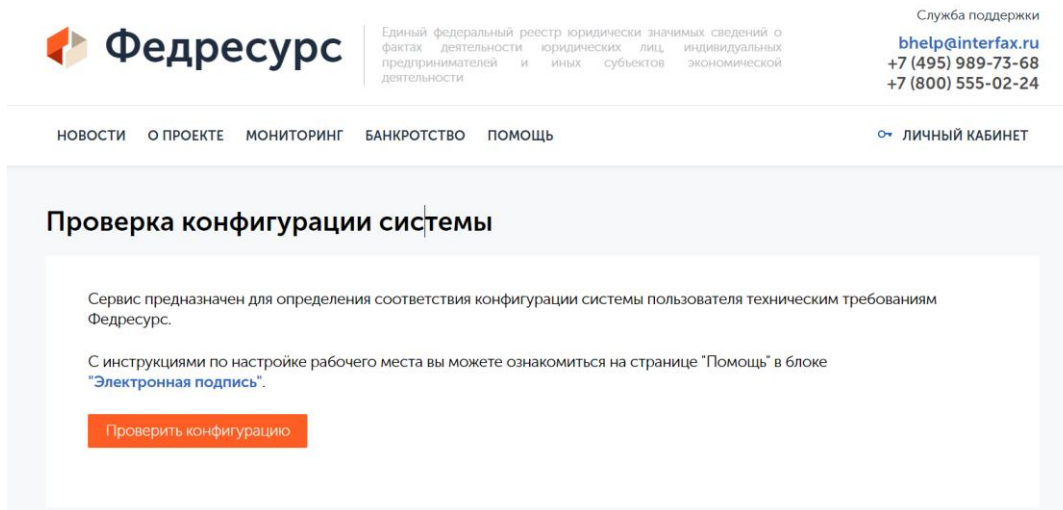 Федресурс
Единый федеральный реестр юридически значимых сведений о
фактах деятельности юридических лиц, индивидуальных
предпринимателей и иных субъектов экономической
деятельности
Служба поддержки
bhelp@interfax.ru
+7 (495) 989-73-68
+7 (800) 555-02-24
НОВОСТИ О ПРОЕКТЕ МОНИТОРИНГ БАНКРОТСТВО ПОМОЩЬ ЛИЧНЫЙ КАБИНЕТ
Проверка конфигурации системы
Сервис предназначен для определения соответствия конфигурации системы пользователя техническим требованиям
Федресурс.
С инструкциями по настройке рабочего места вы можете ознакомиться на странице "Помощь" в блоке
"Электронная подпись".
Проверить конфигурацию